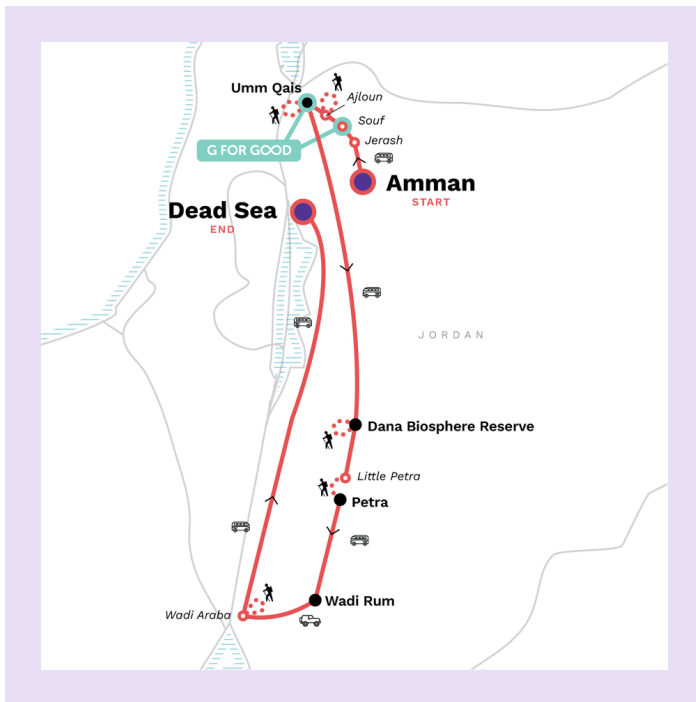 Umm Qais
Ajloun
Souf
Jerash
G FOR GOOD
Amman
START
Dead Sea
END
JORDAN
Dana Biosphere Reserve
Little Petra
Petra
Wadi Rum
Wadi Araba